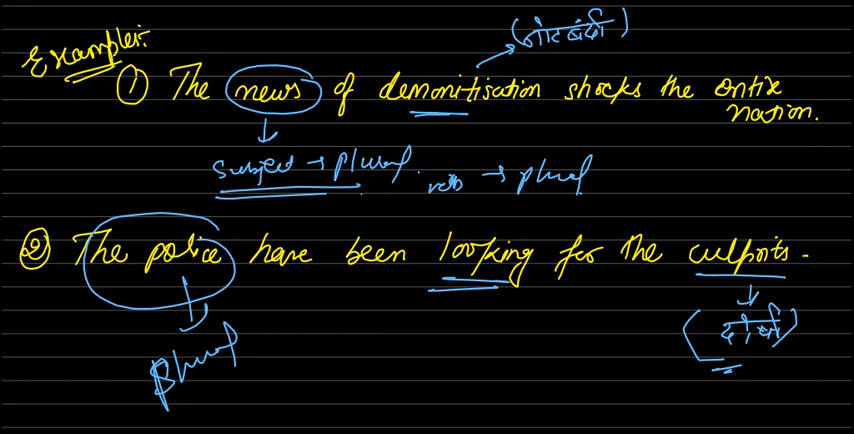 (नोटबंदी)
Examples:
① The news of demonitisation shocks the entire
nation.
Subject → plural. verb → plural
② The police have been looking for the culprits.
(दोषी)
plural